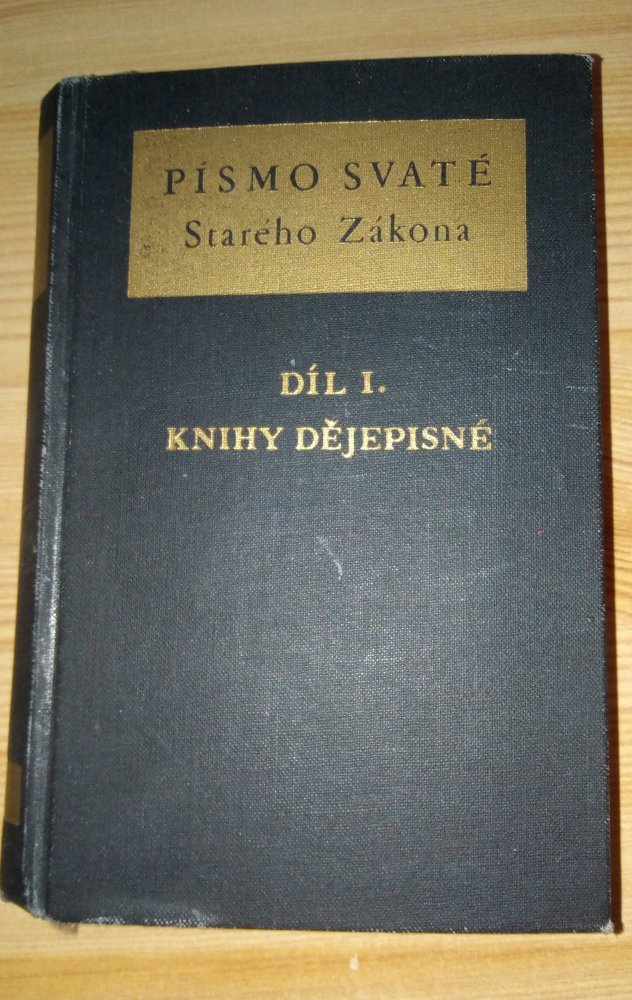 PÍSMO SVATÉ
Starého Zákona
DÍL I.
KNIHY DĚJEPISNÉ